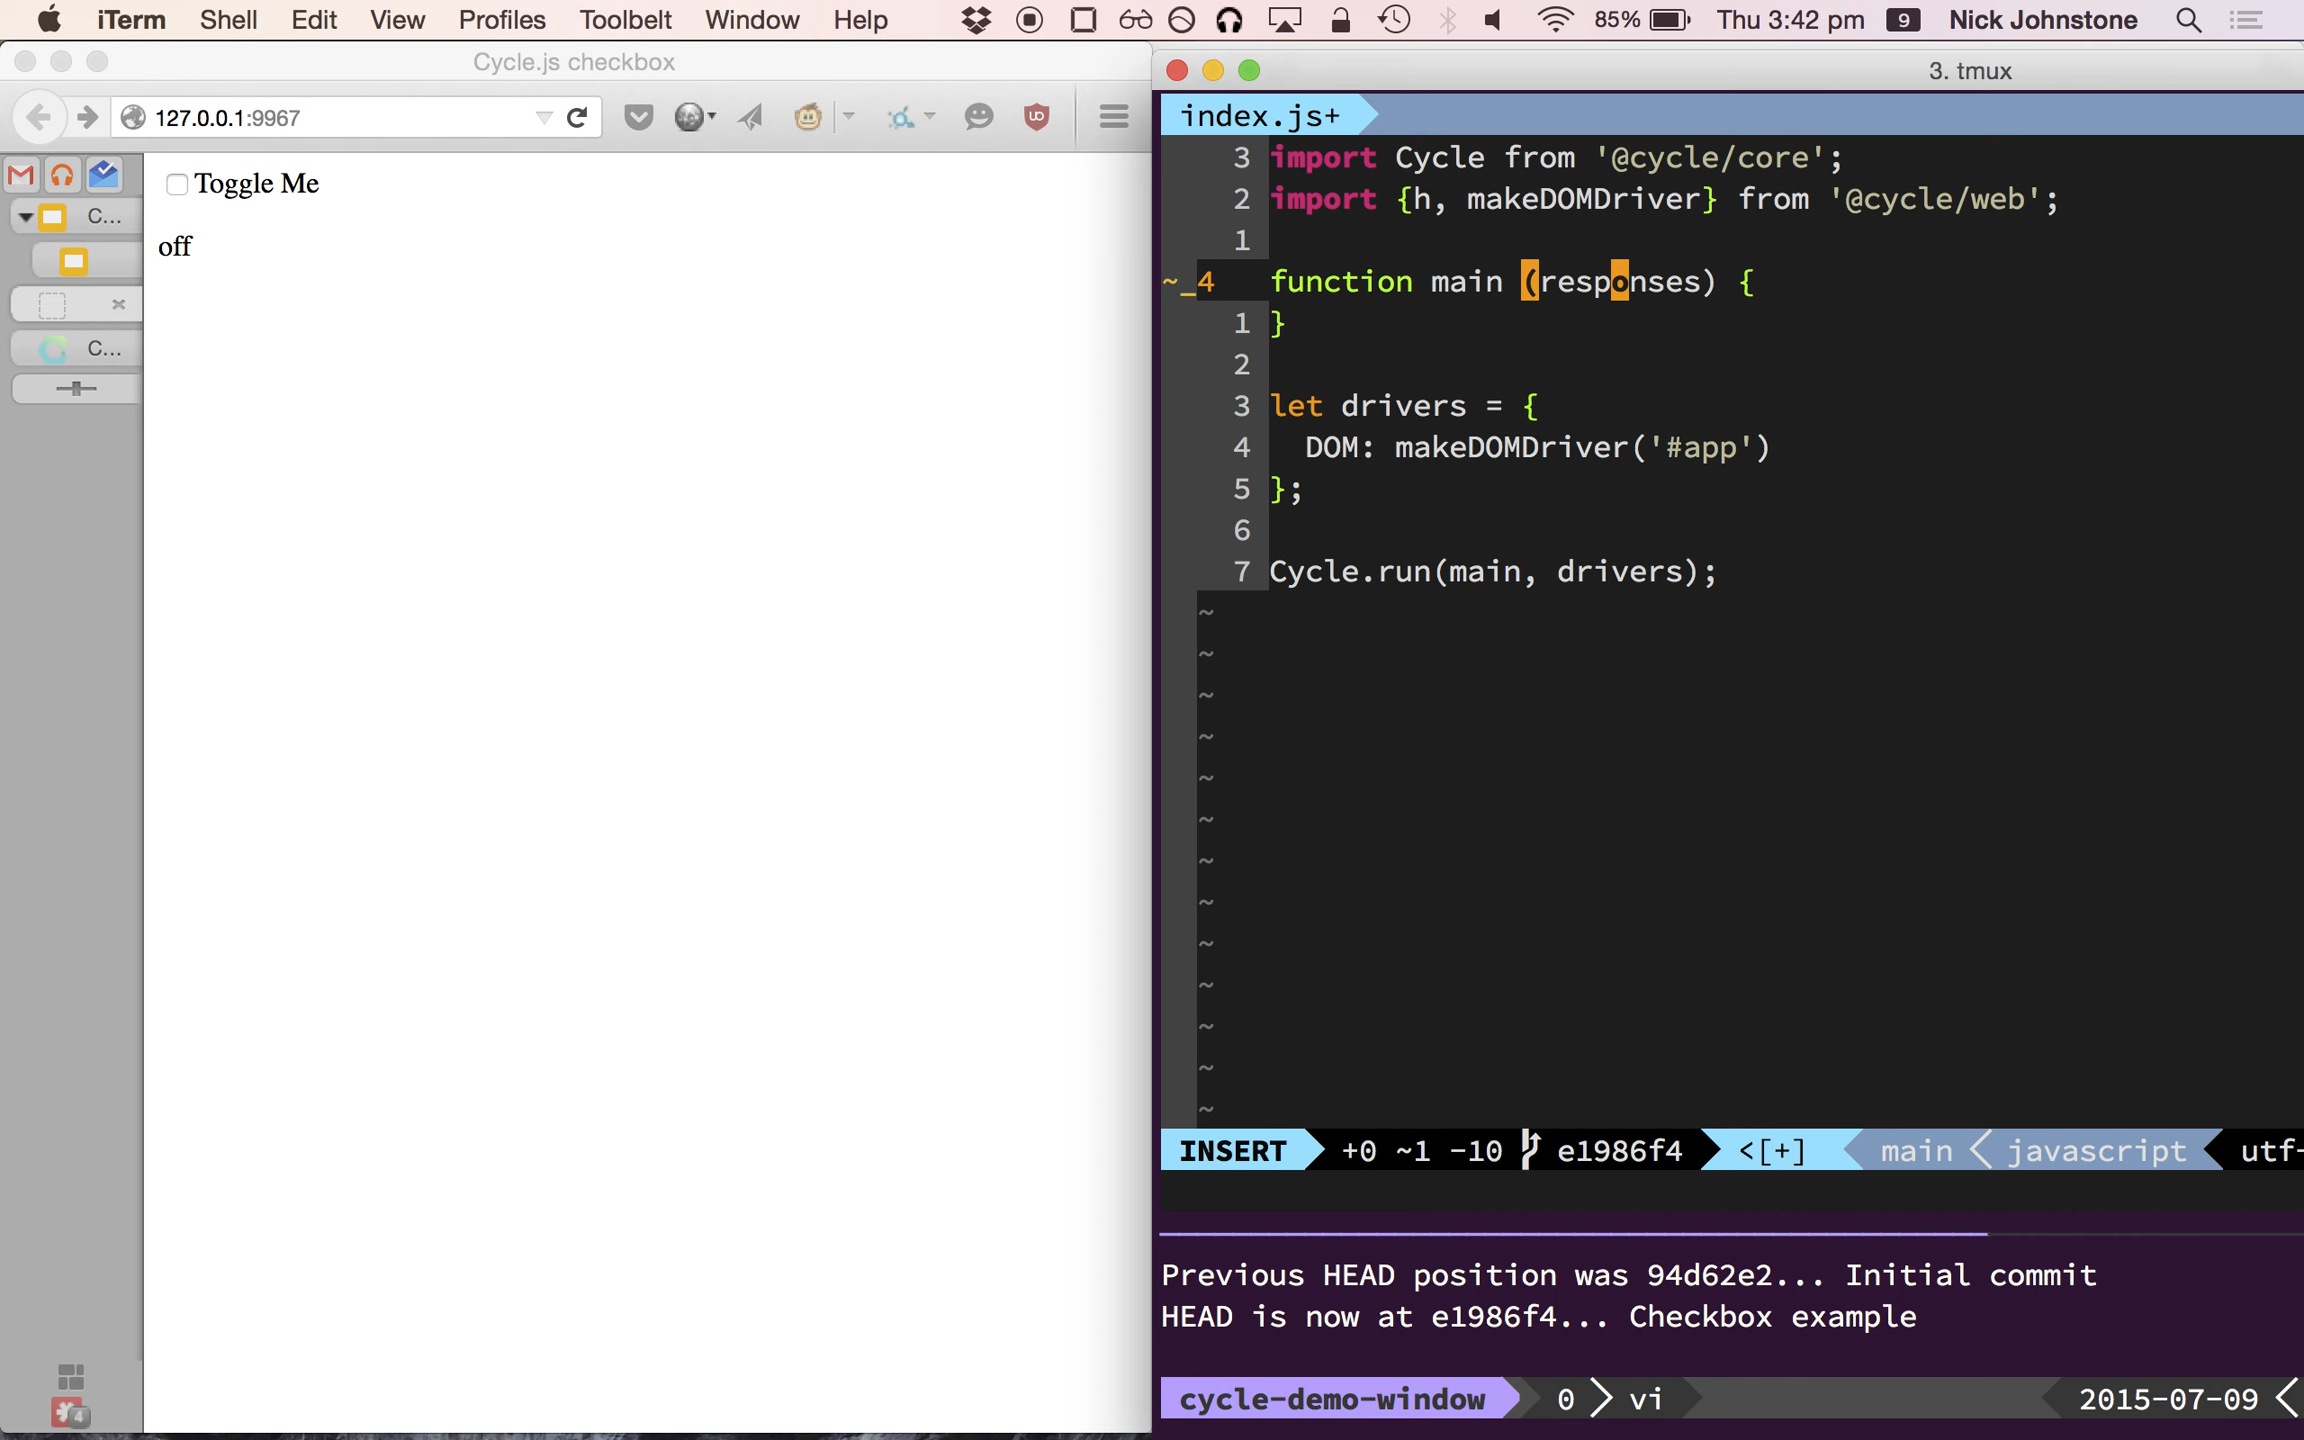 iTerm Shell Edit View Profiles Toolbelt Window Help 85% Thu 3:42 pm 9 Nick Johnstone
Cycle.js checkbox
127.0.0.1:9967
C...
C...
4
Toggle Me
off
3. tmux
index.js+
3 import Cycle from '@cycle/core';
2 import {h, makeDOMDriver} from '@cycle/web';
1
~_4 function main (responses) {
1 }
2
3 let drivers = {
4 DOM: makeDOMDriver('#app')
5 };
6
7 Cycle.run(main, drivers);
~
~
~
~
~
~
~
~
~
~
~
~
~
INSERT +0 ~1 -10 e1986f4 <[+] main javascript utf-
Previous HEAD position was 94d62e2... Initial commit
HEAD is now at e1986f4... Checkbox example
cycle-demo-window 0 vi 2015-07-09